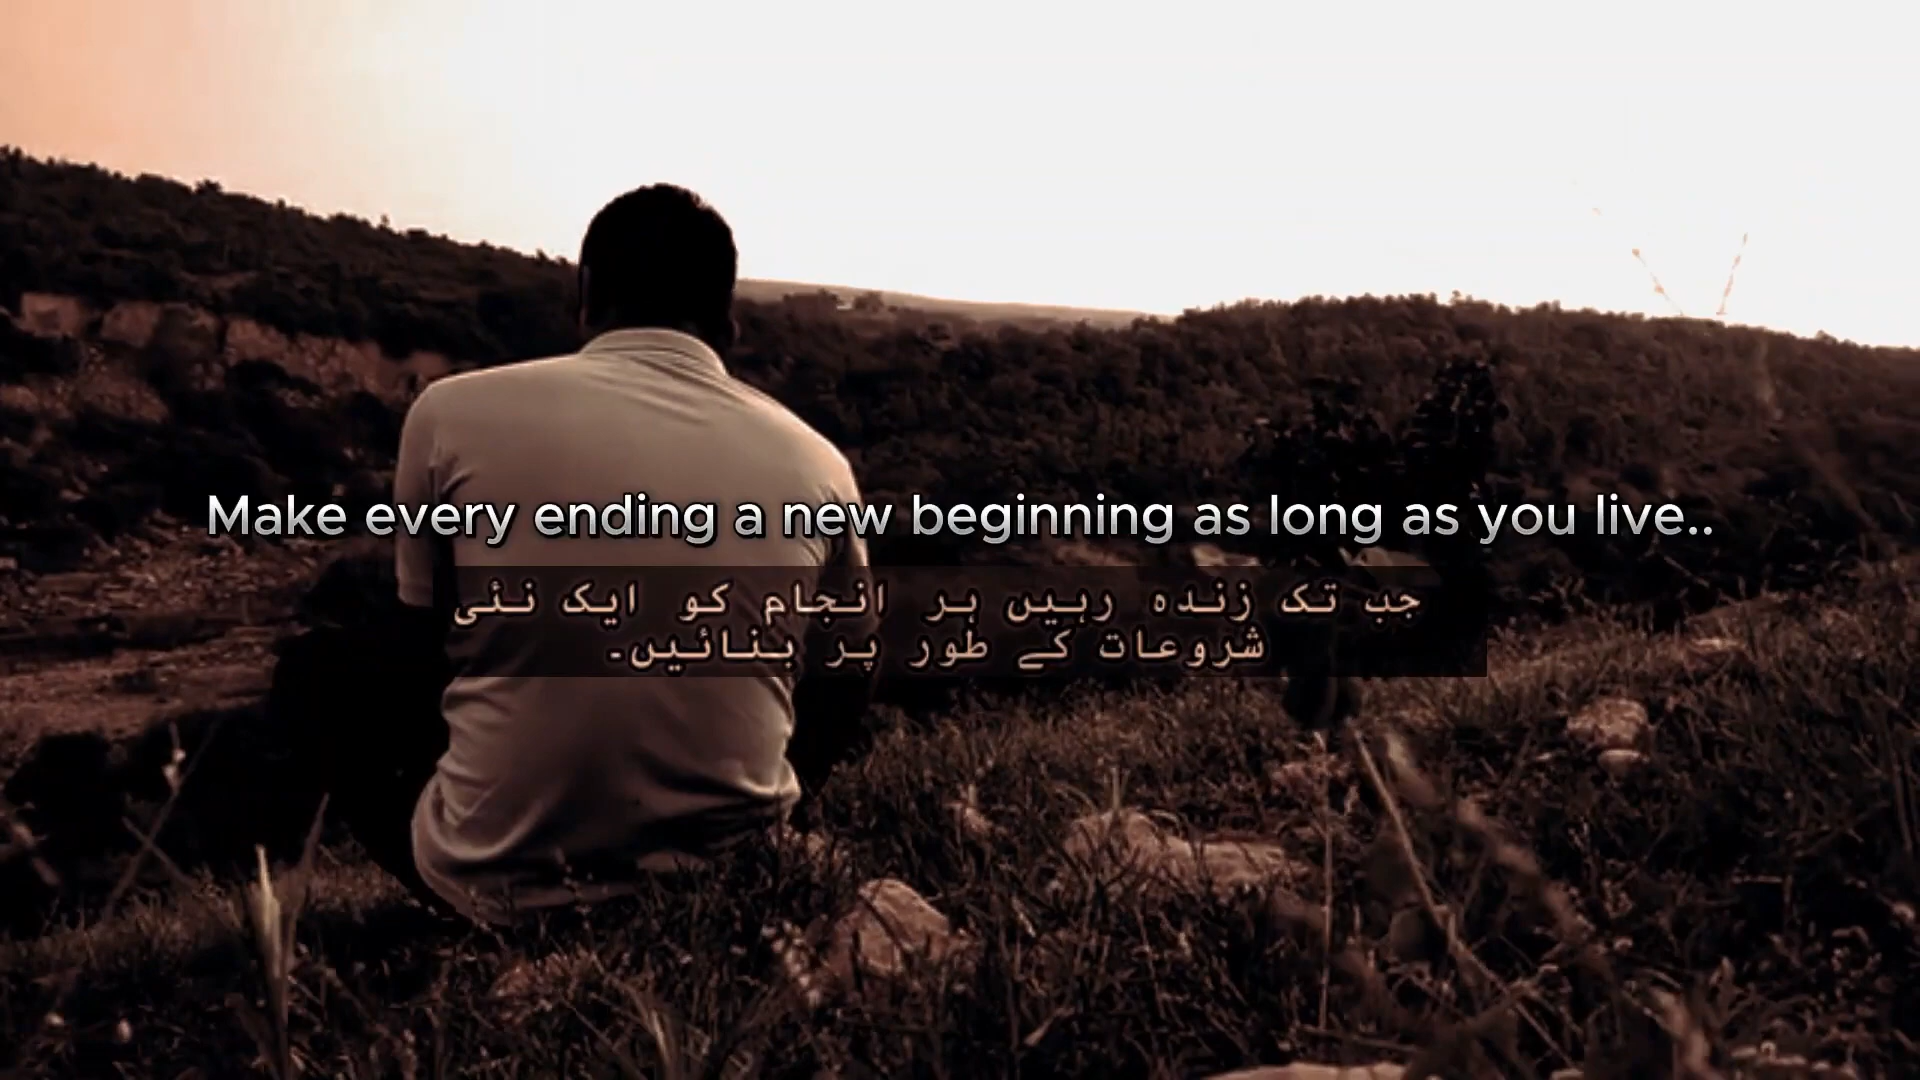 Make every ending a new beginning as long as you live..
جب تک زندہ رہیں ہر انجام کو ایک نئی
شروعات کے طور پر بنائیں۔